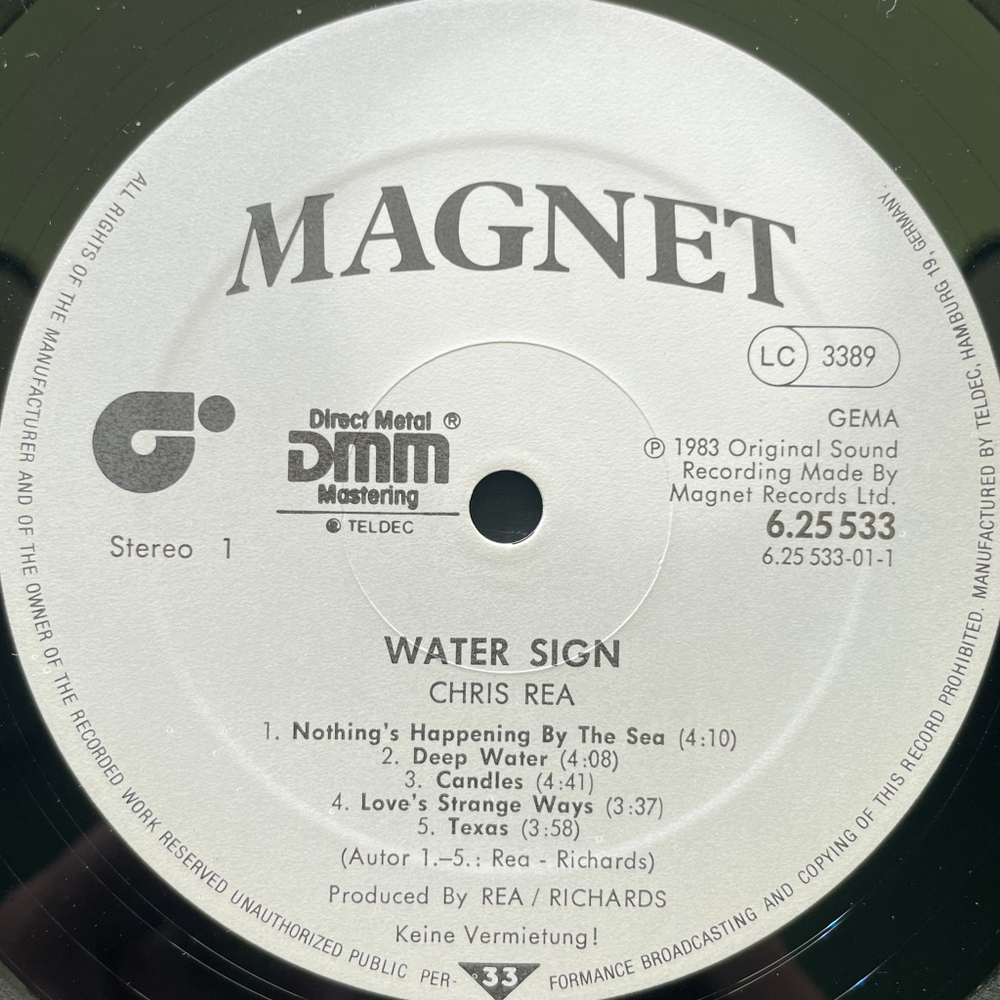 MAGNET
LC 3389
GEMA
℗ 1983 Original Sound
Recording Made By
Magnet Records Ltd.
6.25 533
6.25 533-01-1
Direct Metal ®
DMM
Mastering
TELDEC
Stereo 1
WATER SIGN
CHRIS REA
1. Nothing's Happening By The Sea (4:10)
2. Deep Water (4:08)
3. Candles (4:41)
4. Love's Strange Ways (3:37)
5. Texas (3:58)
(Autor 1.–5.: Rea - Richards)
Produced By REA / RICHARDS
Keine Vermietung!
33
ALL RIGHTS OF THE MANUFACTURER AND OF THE OWNER OF THE RECORDED WORK RESERVED UNAUTHORIZED PUBLIC PER-FORMANCE BROADCASTING AND COPYING OF THIS RECORD PROHIBITED. MANUFACTURED BY TELDEC, HAMBURG 19, GERMANY.